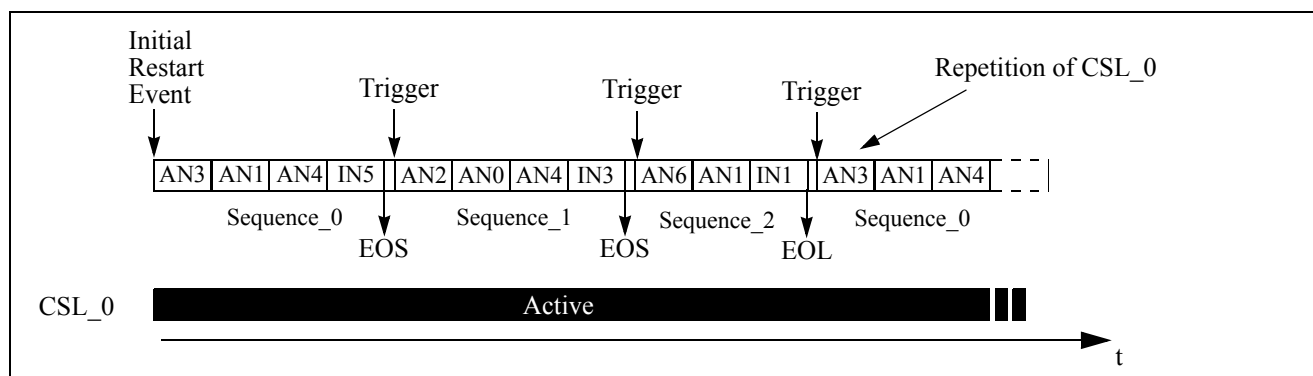 Initial
Restart
Event
Trigger
Trigger
Trigger
Repetition of CSL_0
AN3 AN1 AN4 IN5 AN2 AN0 AN4 IN3 AN6 AN1 IN1 AN3 AN1 AN4
Sequence_0 Sequence_1 Sequence_2 Sequence_0
EOS EOS EOL
CSL_0 Active
t